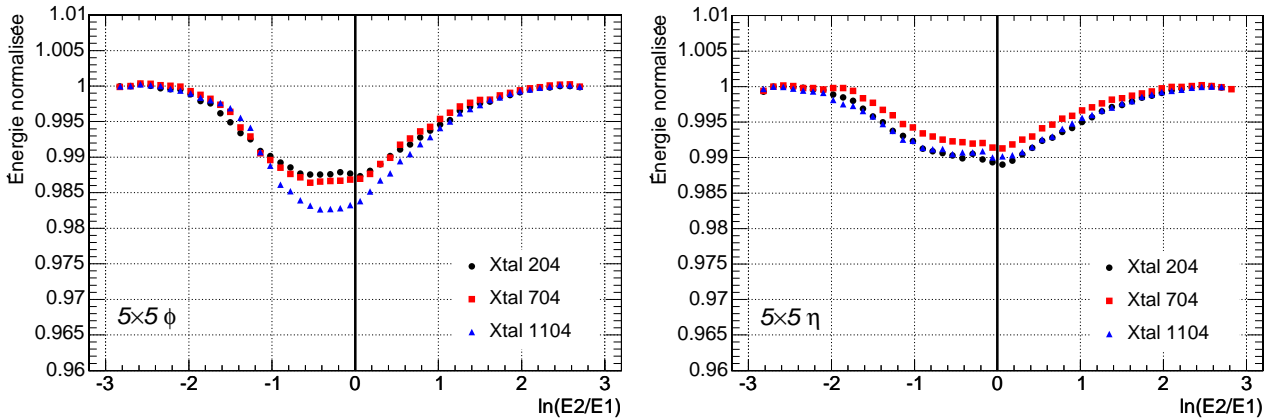 Énergie normalisée
1.01
1.005
1
0.995
0.99
0.985
0.98
0.975
0.97
0.965
0.96
-3 -2 -1 0 1 2 3
ln(E2/E1)
Xtal 204
Xtal 704
Xtal 1104
5×5 ϕ
Énergie normalisée
1.01
1.005
1
0.995
0.99
0.985
0.98
0.975
0.97
0.965
0.96
-3 -2 -1 0 1 2 3
ln(E2/E1)
Xtal 204
Xtal 704
Xtal 1104
5×5 η